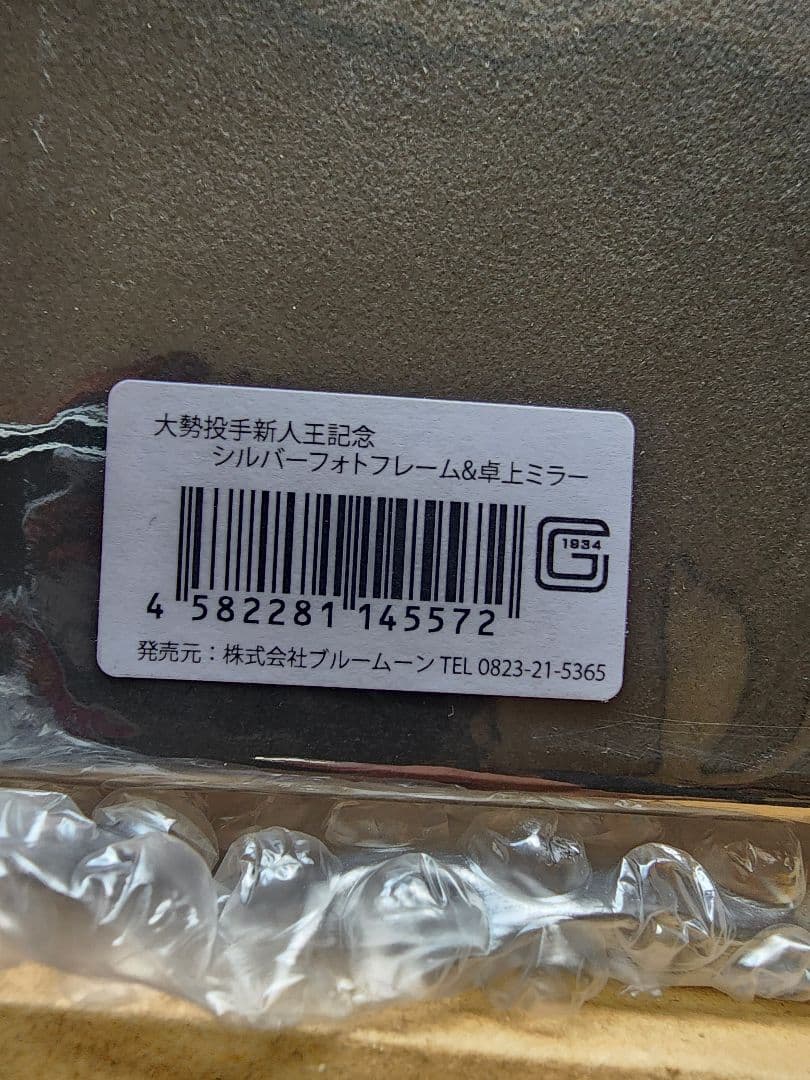 大勢投手新人王記念
シルバーフォトフレーム&卓上ミラー
1934
4 582281 145572
発売元：株式会社ブルームーン TEL 0823-21-5365